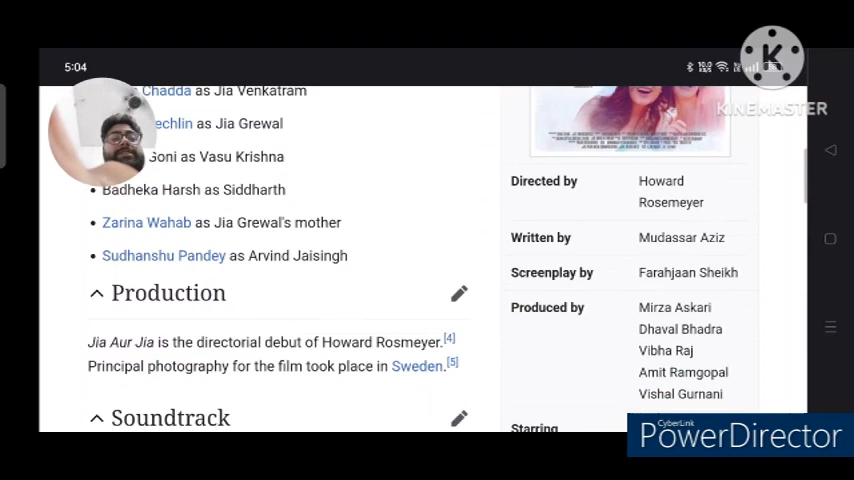 5:04
10.0
KINEMASTER
Chadda as Jia Venkatram
echlin as Jia Grewal
Goni as Vasu Krishna
Badheka Harsh as Siddharth
Zarina Wahab as Jia Grewal's mother
Sudhanshu Pandey as Arvind Jaisingh
Production
Jia Aur Jia is the directorial debut of Howard Rosmeyer.[4]
Principal photography for the film took place in Sweden.[5]
Soundtrack
Directed by Howard
Rosemeyer
Written by Mudassar Aziz
Screenplay by Farahjaan Sheikh
Produced by Mirza Askari
Dhaval Bhadra
Vibha Raj
Amit Ramgopal
Vishal Gurnani
Starring
CyberLink
PowerDirector